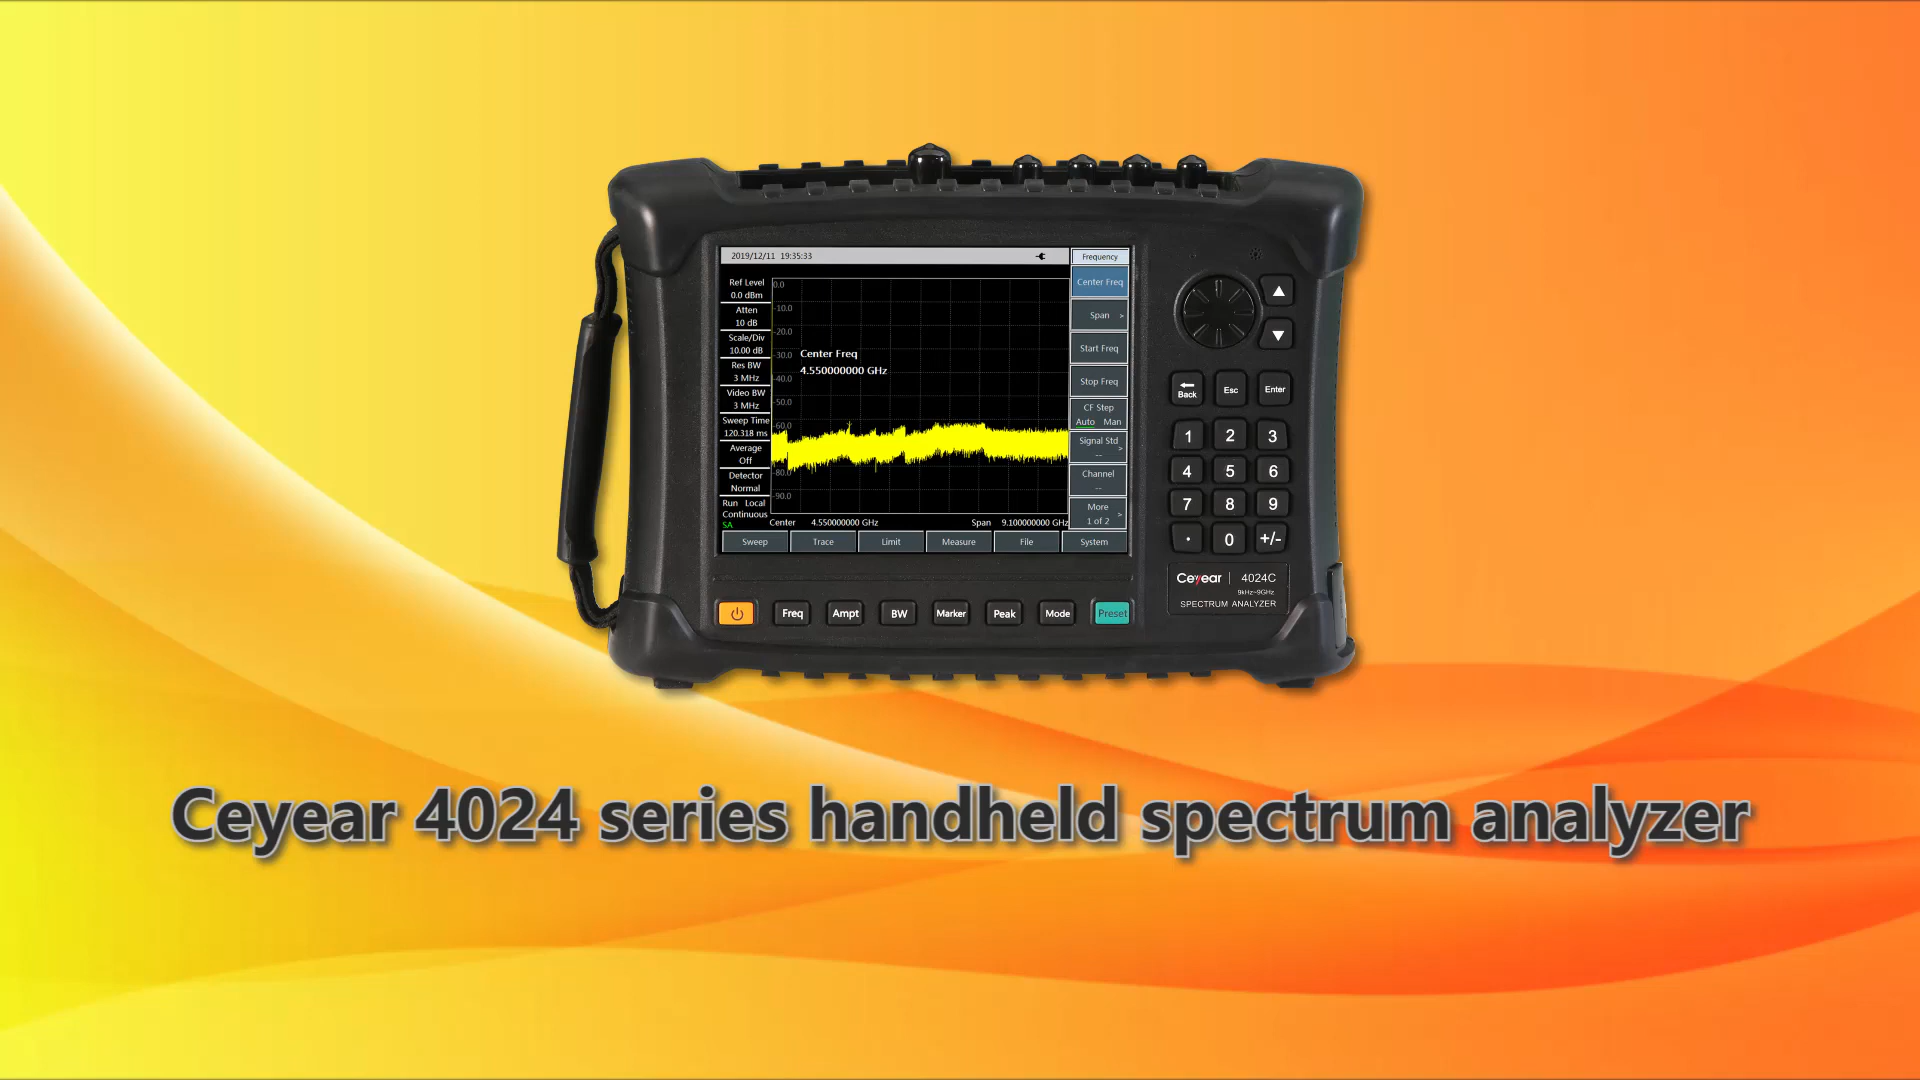 2019/12/11 19:35:33
Frequency
Ref Level
0.0 dBm
Atten
10 dB
Scale/Div
10.00 dB
Res BW
3 MHz
Video BW
3 MHz
Sweep Time
120.318 ms
Average
Off
Detector
Normal
Run Local
Continuous
SA
0.0
-10.0
-20.0
-30.0
-40.0
-50.0
-60.0
-80.0
-90.0
Center Freq
4.550000000 GHz
Center 4.550000000 GHz Span 9.100000000 GHz
Center Freq
Span >
Start Freq
Stop Freq
CF Step
Auto Man
Signal Std >
--
Channel
--
More >
1 of 2
Sweep Trace Limit Measure File System
Freq Ampt BW Marker Peak Mode Preset
Back Esc Enter
1 2 3
4 5 6
7 8 9
. 0 +/-
Ceyear | 4024C
9kHz~9GHz
SPECTRUM ANALYZER
Ceyear 4024 series handheld spectrum analyzer